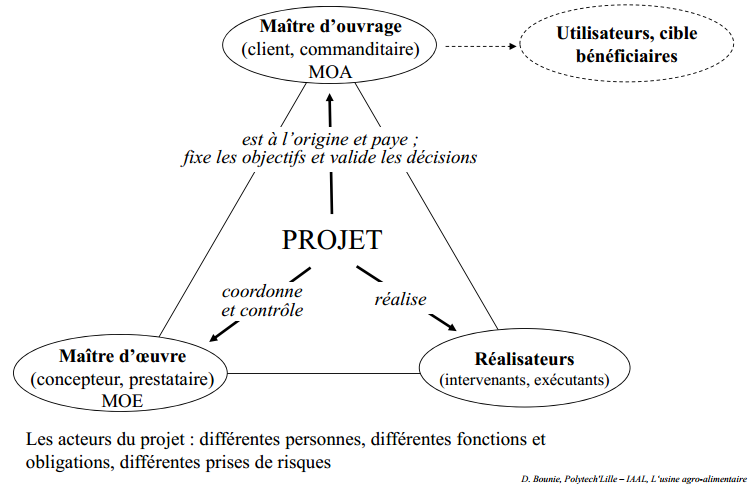 Maître d'ouvrage
(client, commanditaire)
MOA
Utilisateurs, cible
bénéficiaires
est à l'origine et paye ;
fixe les objectifs et valide les décisions
PROJET
coordonne
et contrôle
réalise
Maître d'œuvre
(concepteur, prestataire)
MOE
Réalisateurs
(intervenants, exécutants)
Les acteurs du projet : différentes personnes, différentes fonctions et
obligations, différentes prises de risques
D. Bounie, Polytech'Lille – IAAL, L'usine agro-alimentaire